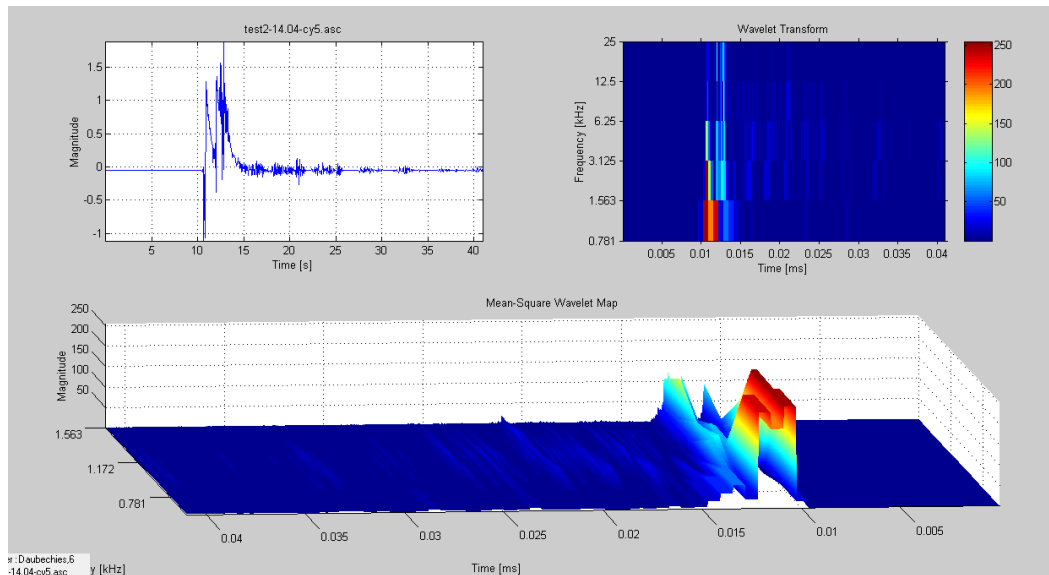 test2-14.04-cy5.asc
Magnitude
1.5
1
0.5
0
-0.5
-1
5 10 15 20 25 30 35 40
Time [s]
Wavelet Transform
Frequency [kHz]
25
12.5
6.25
3.125
1.563
0.781
0.005 0.01 0.015 0.02 0.025 0.03 0.035 0.04
Time [ms]
250
200
150
100
50
Mean-Square Wavelet Map
Magnitude
250
200
150
100
50
1.563
1.172
0.781
0.04 0.035 0.03 0.025 0.02 0.015 0.01 0.005
er : Daubechies,6
-14.04-cy5.asc
y [kHz]
Time [ms]